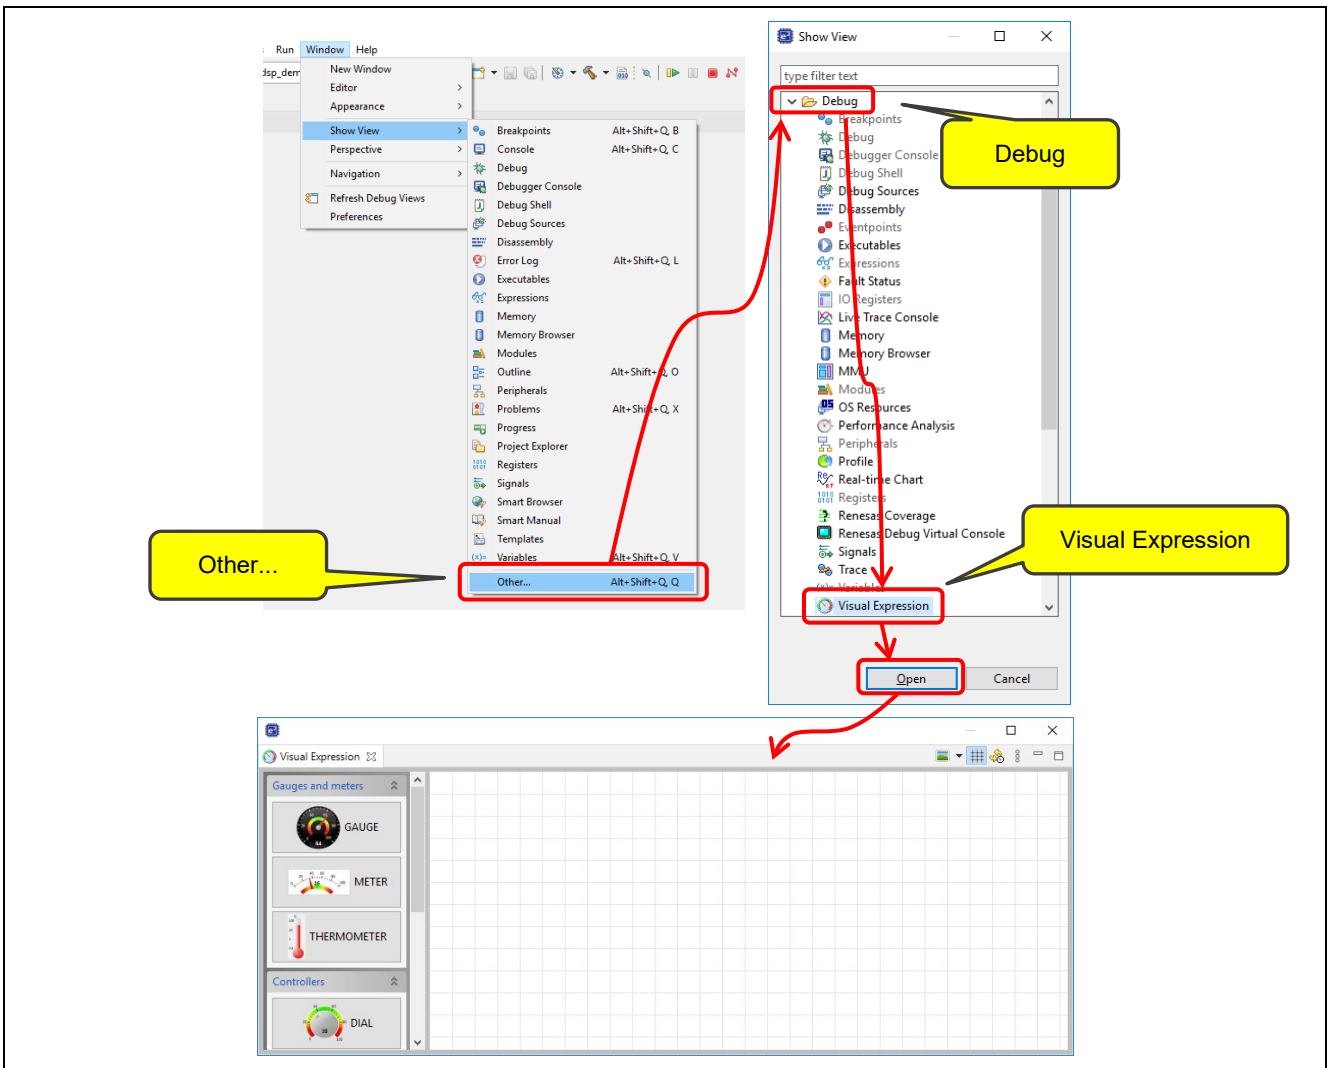 Run Window Help
dsp_dem
New Window
Editor
Appearance
Show View
Perspective
Navigation
Refresh Debug Views
Preferences
Breakpoints Alt+Shift+Q, B
Console Alt+Shift+Q, C
Debug
Debugger Console
Debug Shell
Debug Sources
Disassembly
Error Log Alt+Shift+Q, L
Executables
Expressions
Memory
Memory Browser
Modules
Outline Alt+Shift+Q, O
Peripherals
Problems Alt+Shift+Q, X
Progress
Project Explorer
Registers
Signals
Smart Browser
Smart Manual
Templates
Variables Alt+Shift+Q, V
Other... Alt+Shift+Q, Q
Other...
Show View
type filter text
Debug
Breakpoints
Debug
Debugger Console
Debug Shell
Debug Sources
Disassembly
Eventpoints
Executables
Expressions
Fault Status
IO Registers
Live Trace Console
Memory
Memory Browser
MMU
Modules
OS Resources
Performance Analysis
Peripherals
Profile
Real-time Chart
Registers
Renesas Coverage
Renesas Debug Virtual Console
Signals
Trace
Variables
Visual Expression
Debug
Visual Expression
Open Cancel
Visual Expression
Gauges and meters
GAUGE
METER
THERMOMETER
Controllers
DIAL